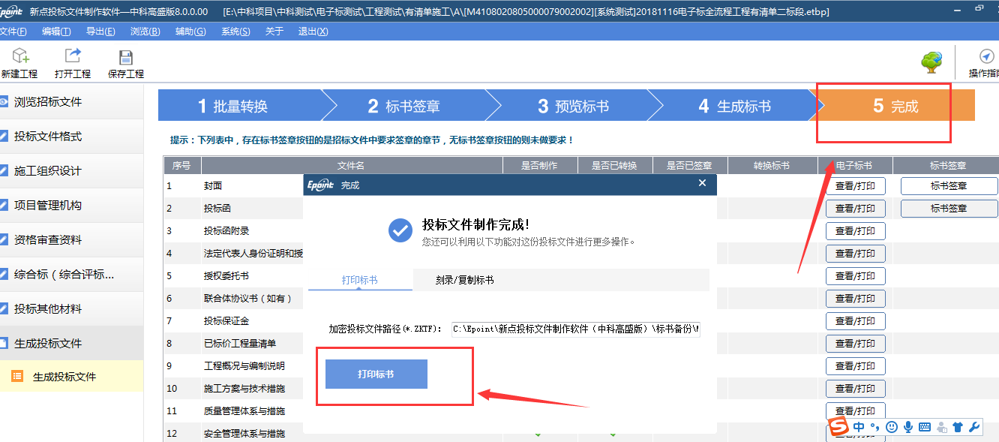 Epoint 新点投标文件制作软件—中科高盛版8.0.0.00 [E:\中科项目\中科测试\电子标测试\工程测试\有清单施工\A\[M4108020805000079002002][系统测试]20181116电子标全流程工程有清单二标段.etbp]
文件(F) 编辑(T) 导出(E) 浏览(B) 辅助(G) 系统(S) 关于 退出(X)
新建工程 打开工程 保存工程 操作指南
浏览招标文件
投标文件格式
施工组织设计
项目管理机构
资格审查资料
综合标（综合评标...
投标其他材料
生成投标文件
生成投标文件
1 批量转换 2 标书签章 3 预览标书 4 生成标书 5 完成
提示：下列表中，存在标书签章按钮的是招标文件中要求签章的章节，无标书签章按钮的则未做要求！
序号 文件名 是否制作 是否已转换 是否已签章 转换标书 电子标书 标书签章
1 封面 查看/打印 标书签章
2 投标函 查看/打印 标书签章
3 投标函附录 查看/打印
4 法定代表人身份证明和授 查看/打印
5 授权委托书 查看/打印
6 联合体协议书（如有） 查看/打印
7 投标保证金 查看/打印
8 已标价工程量清单 查看/打印
9 工程概况与编制说明 查看/打印
10 施工方案与技术措施 查看/打印
11 质量管理体系与措施 查看/打印
12 安全管理体系与措施
Epoint 完成
投标文件制作完成！
您还可以利用以下功能对这份投标文件进行更多操作。
打印标书 刻录/复制标书
加密投标文件路径(*.ZKTF)： C:\Epoint\新点投标文件制作软件（中科高盛版）\标书备份\
打印标书
S 中